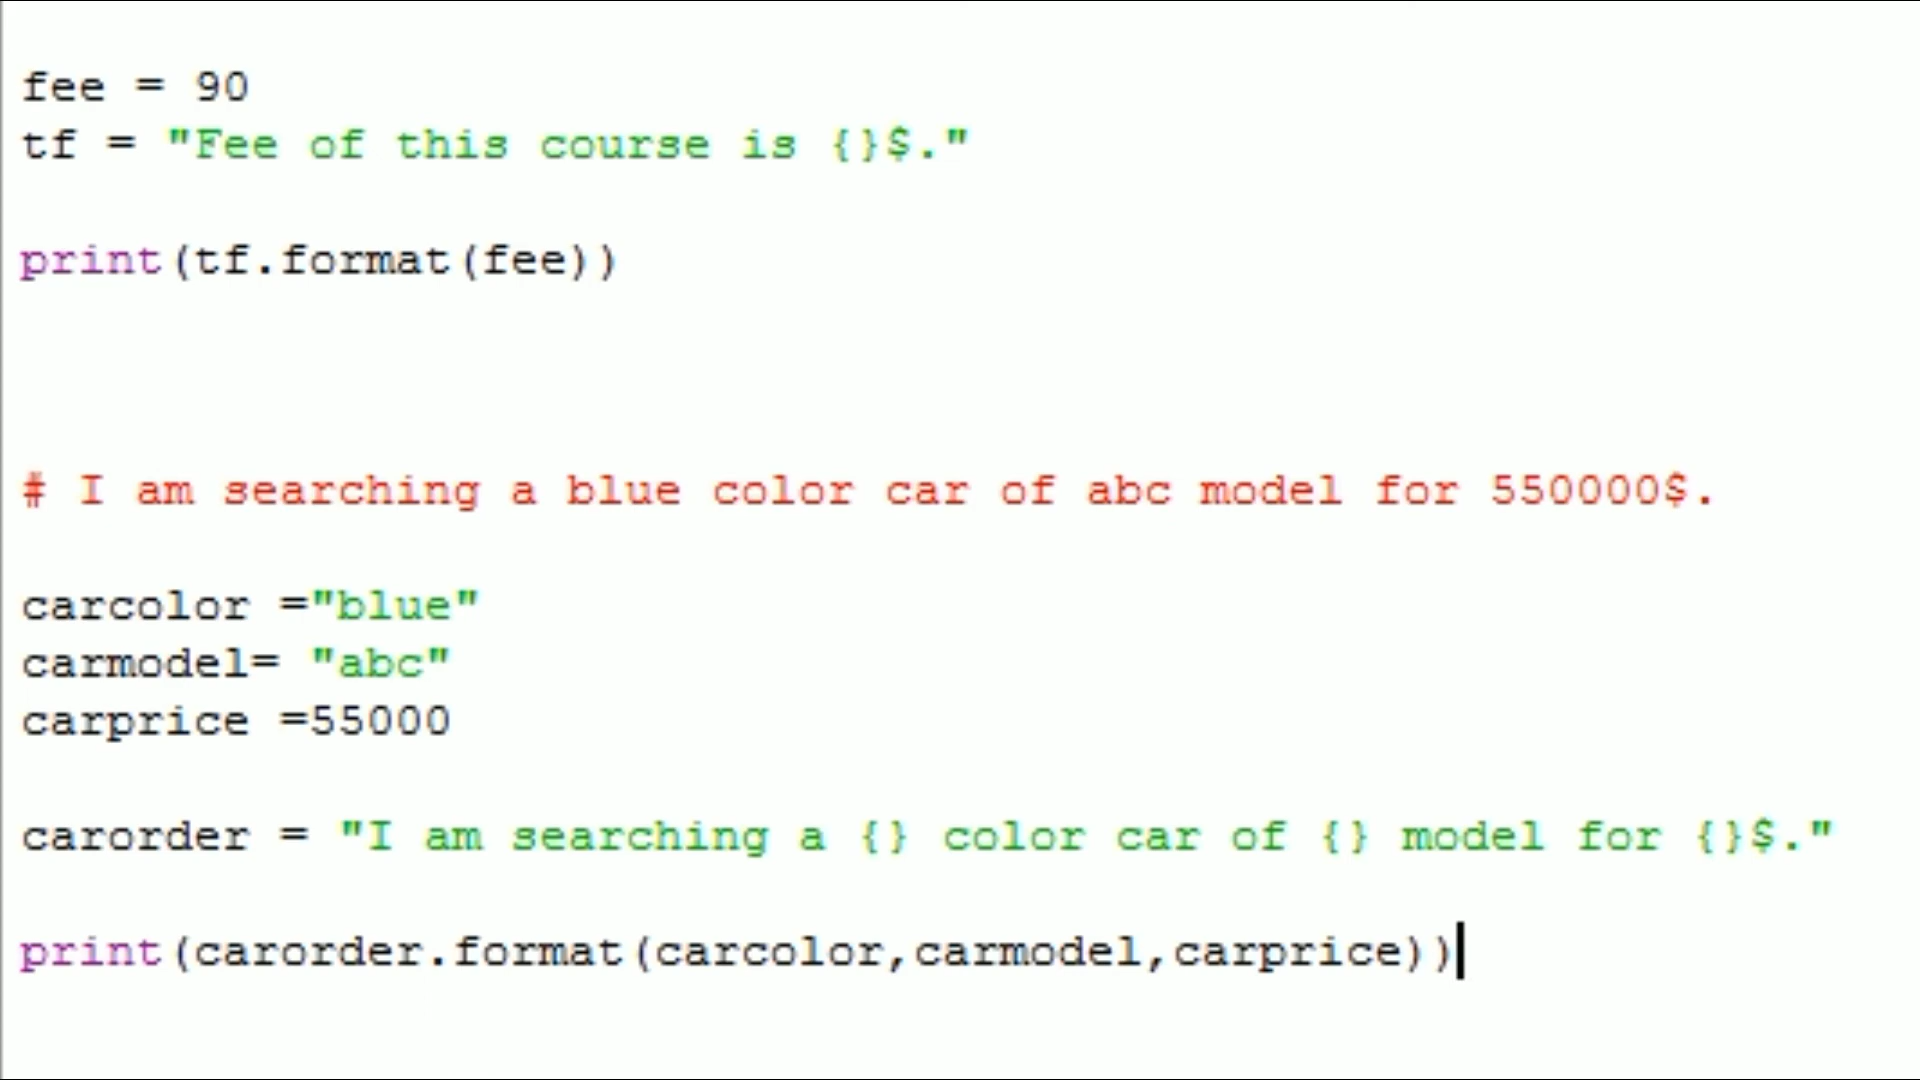 fee = 90
tf = "Fee of this course is {}$."
print(tf.format(fee))
# I am searching a blue color car of abc model for 550000$.
carcolor ="blue"
carmodel= "abc"
carprice =55000
carorder = "I am searching a {} color car of {} model for {}$."
print(carorder.format(carcolor,carmodel,carprice))